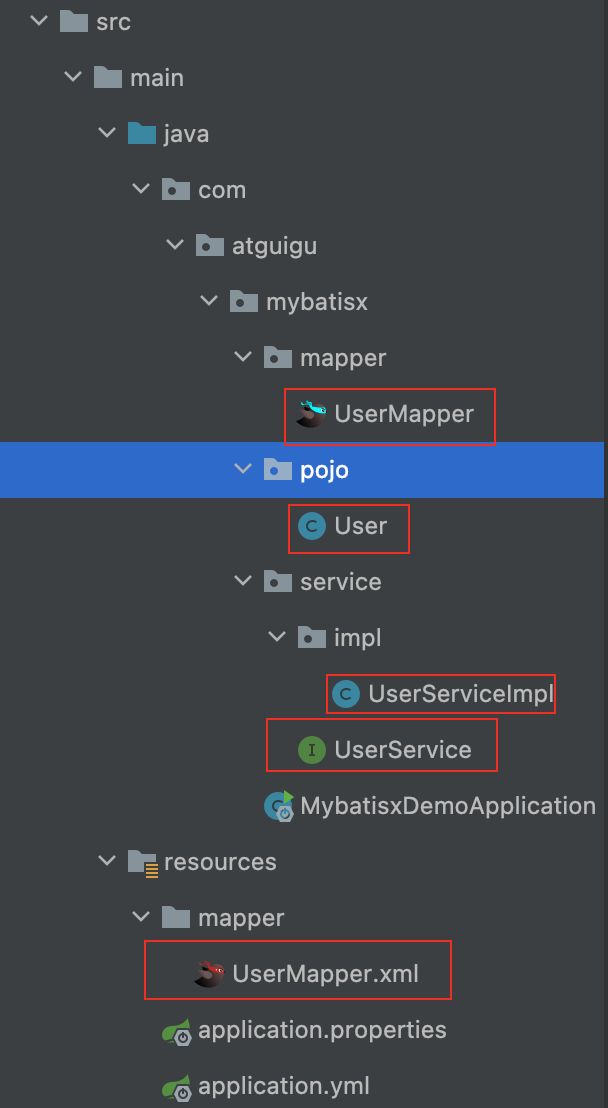 src
main
java
com
atguigu
mybatisx
mapper
UserMapper
pojo
C User
service
impl
C UserServiceImpl
I UserService
MybatisxDemoApplication
resources
mapper
UserMapper.xml
application.properties
application.yml